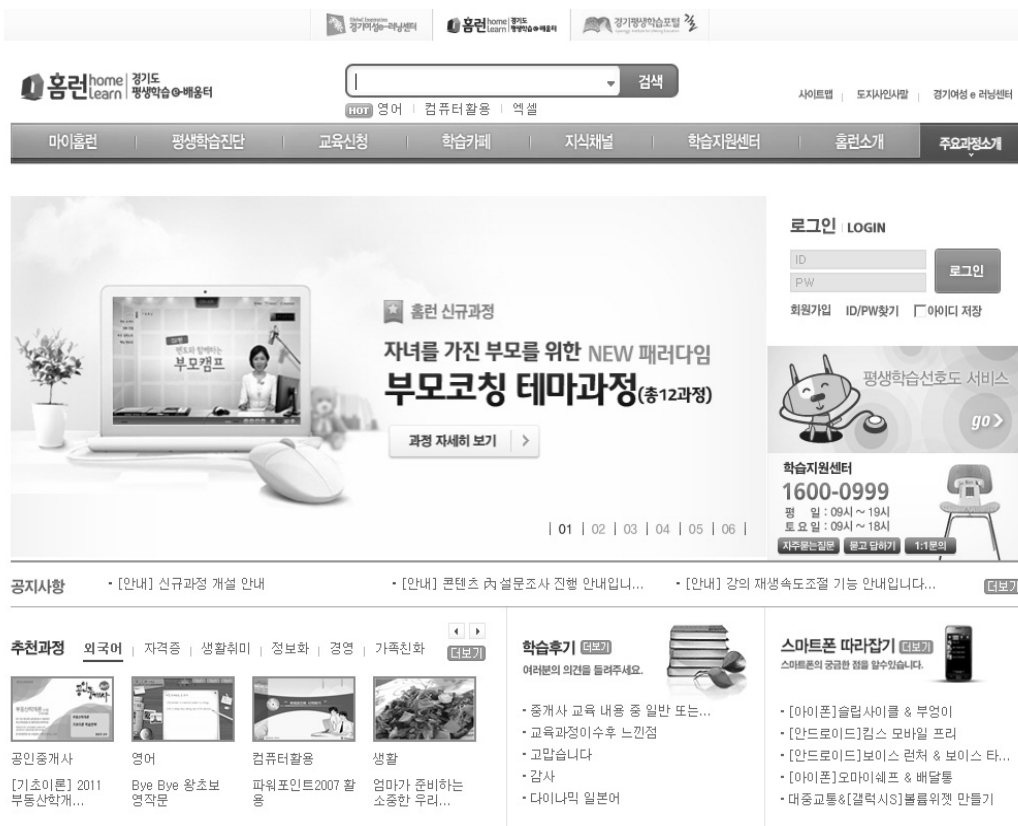 경기여성e-러닝센터
홈런 home learn 경기도 평생학습e-배움터
경기평생학습포털 길
홈런 home learn 경기도 평생학습e-배움터
검색
HOT 영어 컴퓨터활용 엑셀
사이트맵 도지사인사말 경기여성 e 러닝센터
마이홈런 평생학습진단 교육신청 학습카페 지식채널 학습지원센터 홈런소개 주요과정소개
홈런 신규과정
자녀를 가진 부모를 위한 NEW 패러다임
부모코칭 테마과정(총12과정)
과정 자세히 보기 >
부모캠프
| 01 | 02 | 03 | 04 | 05 | 06 |
로그인 LOGIN
ID
PW
로그인
회원가입 ID/PW찾기 아이디 저장
평생학습선호도 서비스
go >
학습지원센터
1600-0999
평 일 : 09시 ~ 19시
토 요 일 : 09시 ~ 18시
자주묻는질문 묻고 답하기 1:1문의
공지사항
· [안내] 신규과정 개설 안내
· [안내] 콘텐츠 內 설문조사 진행 안내입니...
· [안내] 강의 재생속도조절 기능 안내입니다...
더보기
추천과정 외국어 자격증 생활취미 정보화 경영 가족친화 더보기
공인중개사
[기초이론] 2011
부동산학개...
영어
Bye Bye 왕초보
영작문
컴퓨터활용
파워포인트2007 활
용
생활
엄마가 준비하는
소중한 우리...
학습후기 더보기
여러분의 의견을 들려주세요.
· 중개사 교육 내용 중 일반 또는...
· 교육과정이수후 느낀점
· 고맙습니다
· 감사
· 다이나믹 일본어
스마트폰 따라잡기 더보기
스마트폰의 궁금한 점을 알수있습니다.
· [아이폰]슬립사이클 & 부엉이
· [안드로이드]킴스 모바일 프리
· [안드로이드]보이스 런처 & 보이스 타...
· [아이폰]오마이쉐프 & 배달통
· 대중교통&[갤럭시S]볼륨위젯 만들기